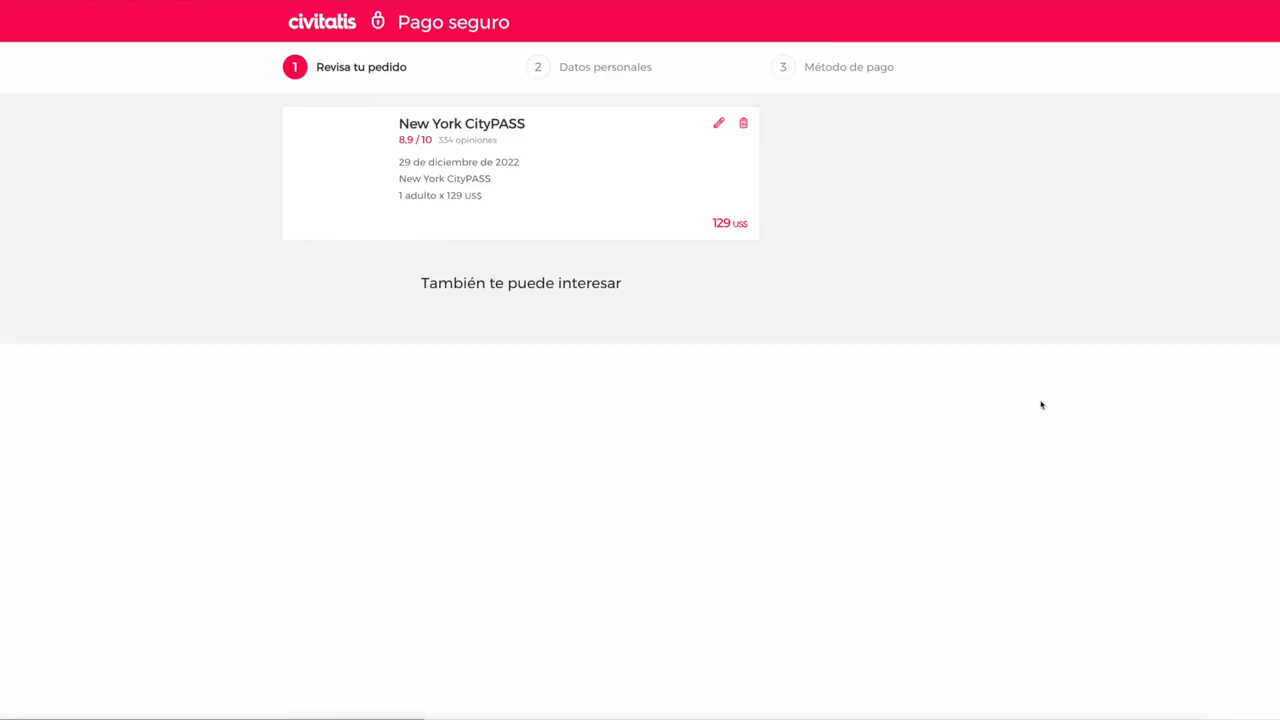 civitatis Pago seguro
1 Revisa tu pedido
2 Datos personales
3 Método de pago
New York CityPASS
8,9 / 10 334 opiniones
29 de diciembre de 2022
New York CityPASS
1 adulto x 129 US$
129 US$
También te puede interesar